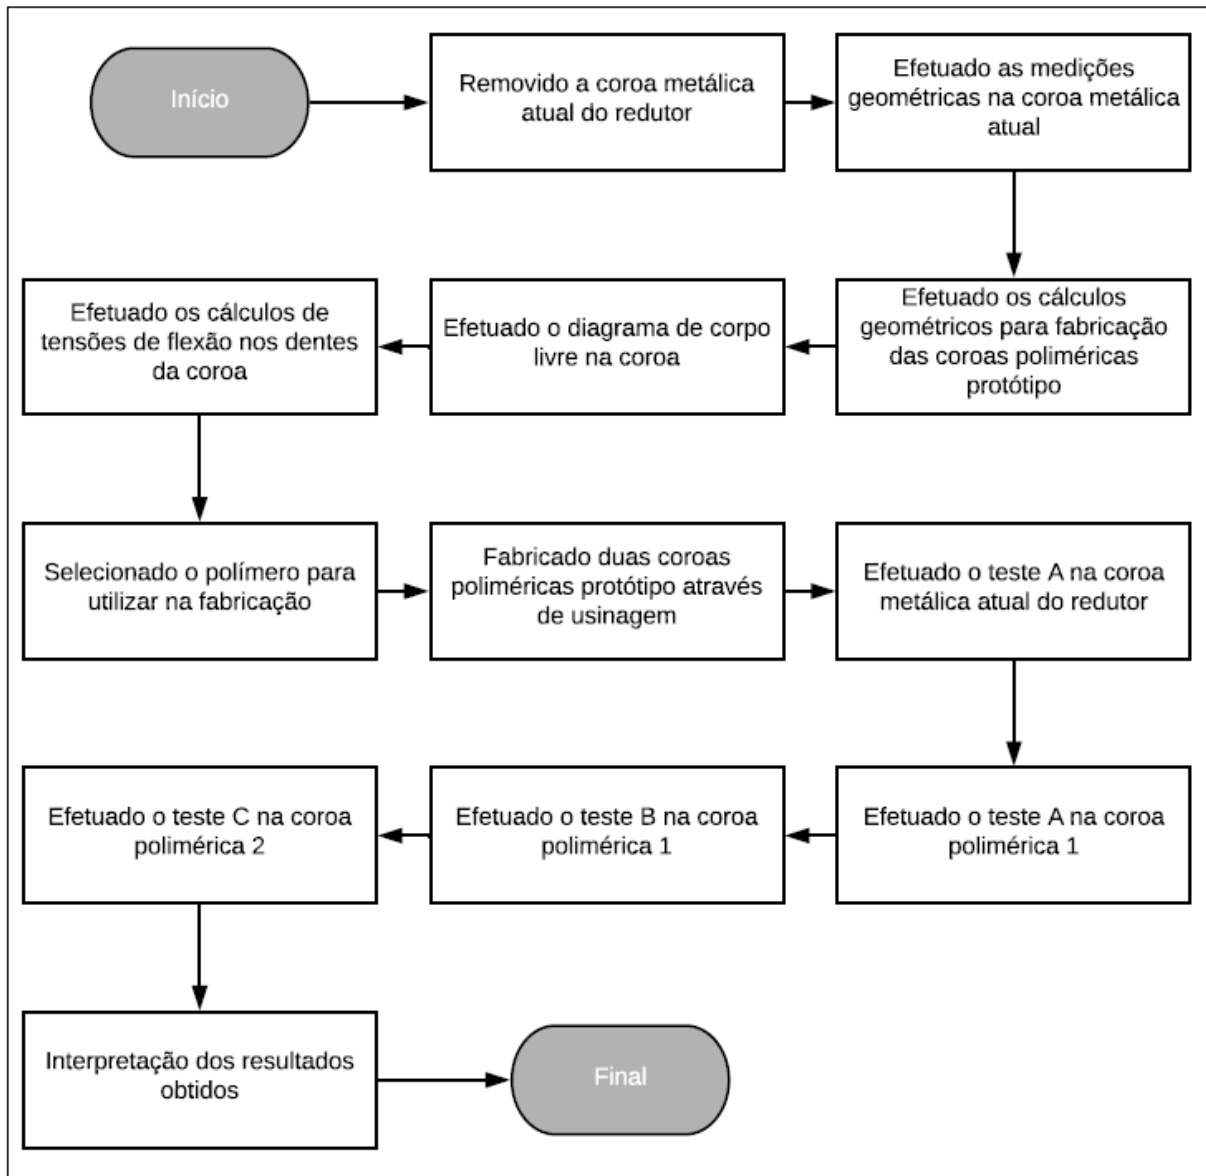 Início
Removido a coroa metálica
atual do redutor
Efetuado as medições
geométricas na coroa metálica
atual
Efetuado os cálculos
geométricos para fabricação
das coroas poliméricas
protótipo
Efetuado o diagrama de corpo
livre na coroa
Efetuado os cálculos de
tensões de flexão nos dentes
da coroa
Selecionado o polímero para
utilizar na fabricação
Fabricado duas coroas
poliméricas protótipo através
de usinagem
Efetuado o teste A na coroa
metálica atual do redutor
Efetuado o teste A na coroa
polimérica 1
Efetuado o teste B na coroa
polimérica 1
Efetuado o teste C na coroa
polimérica 2
Interpretação dos resultados
obtidos
Final